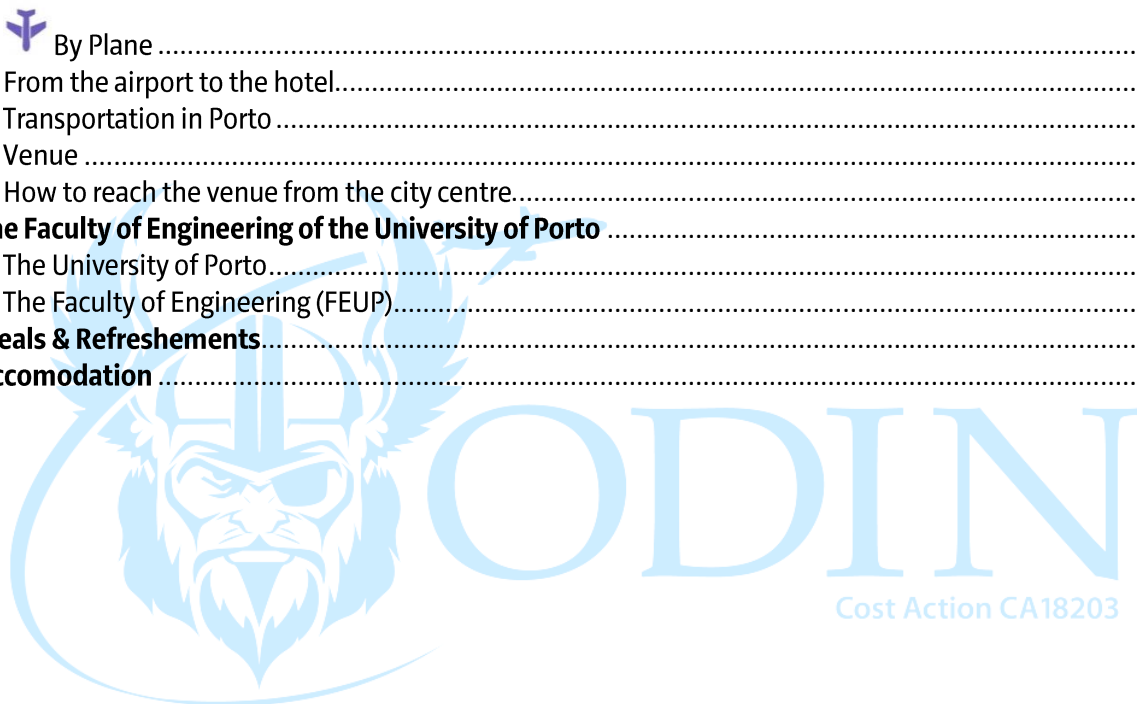 By Plane ................................................................................................
From the airport to the hotel................................................................................................
Transportation in Porto ................................................................................................
Venue ................................................................................................
How to reach the venue from the city centre................................................................................................
he Faculty of Engineering of the University of Porto ................................................................................................
The University of Porto................................................................................................
The Faculty of Engineering (FEUP)................................................................................................
eals & Refreshements................................................................................................
ccomodation ................................................................................................
ODIN
Cost Action CA18203